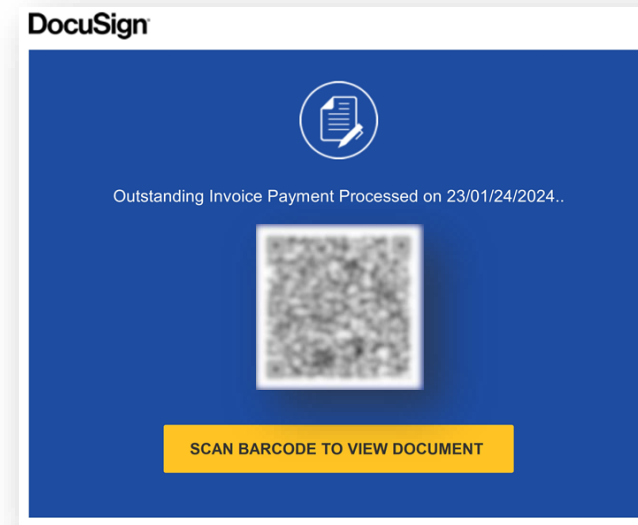 DocuSign
Outstanding Invoice Payment Processed on 23/01/24/2024..
SCAN BARCODE TO VIEW DOCUMENT